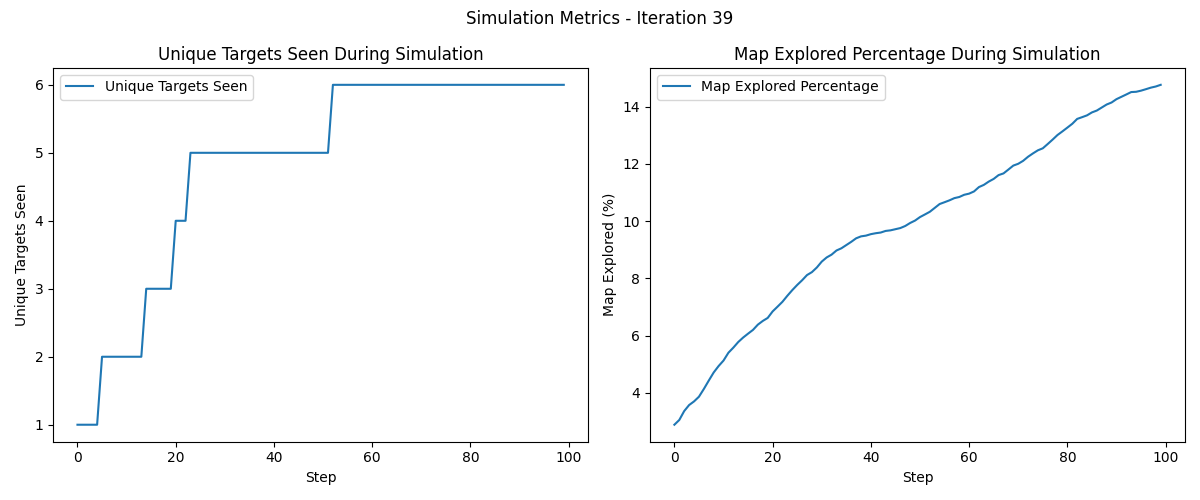 Simulation Metrics - Iteration 39
Unique Targets Seen During Simulation
Unique Targets Seen
6
5
4
3
2
1
Unique Targets Seen
0
20
40
60
80
100
Step
Map Explored Percentage During Simulation
Map Explored Percentage
14
12
10
8
6
4
Map Explored (%)
0
20
40
60
80
100
Step